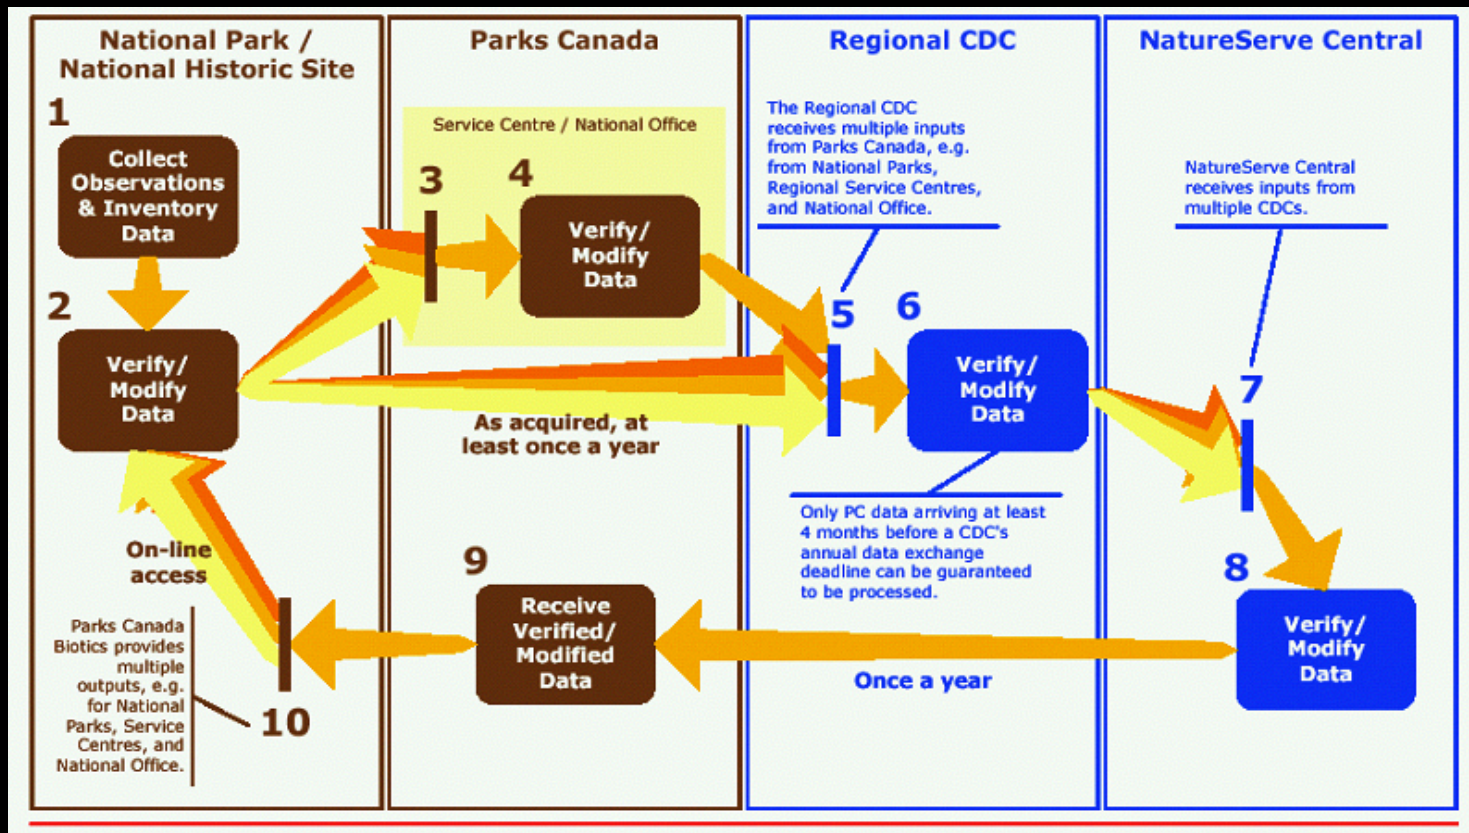 National Park /
National Historic Site
1
Collect
Observations
& Inventory
Data
2
Verify/
Modify
Data
On-line
access
Parks Canada
Biotics provides
multiple
outputs, e.g.
for National
Parks, Service
Centres, and
National Office.
10
Parks Canada
Service Centre / National Office
3
4
Verify/
Modify
Data
As acquired, at
least once a year
9
Receive
Verified/
Modified
Data
Regional CDC
The Regional CDC
receives multiple inputs
from Parks Canada, e.g.
from National Parks,
Regional Service Centres,
and National Office.
5
6
Verify/
Modify
Data
Only PC data arriving at least
4 months before a CDC's
annual data exchange
deadline can be guaranteed
to be processed.
Once a year
NatureServe Central
NatureServe Central
receives inputs from
multiple CDCs.
7
8
Verify/
Modify
Data